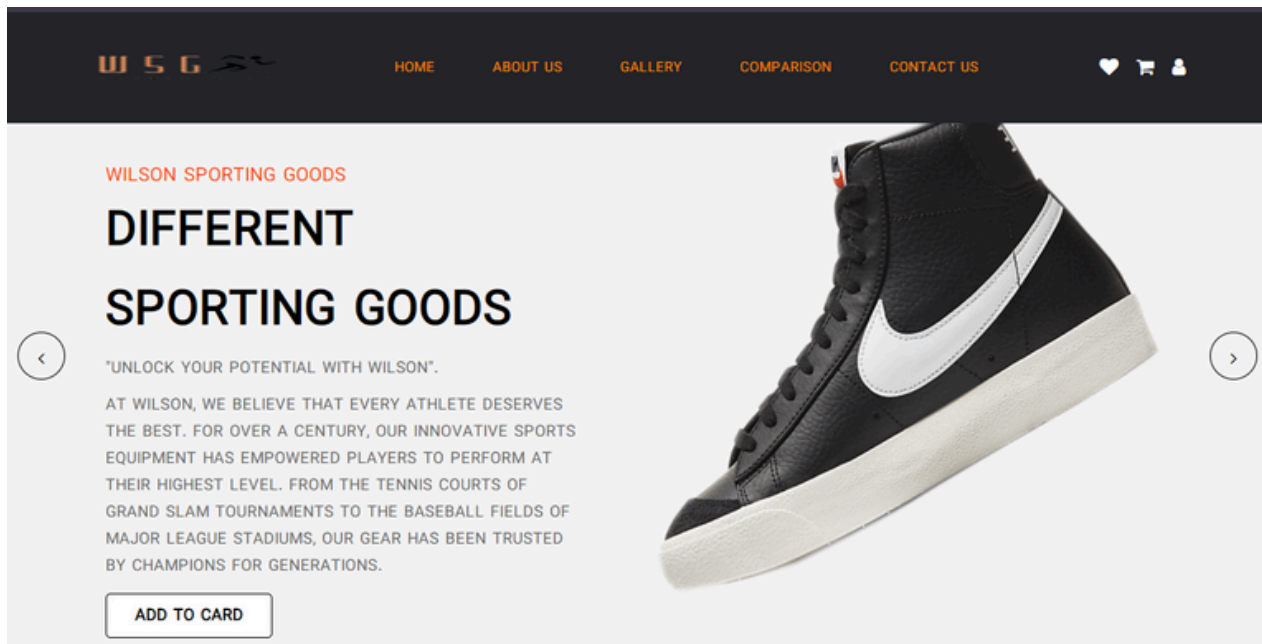 W S G
HOME ABOUT US GALLERY COMPARISON CONTACT US
WILSON SPORTING GOODS
DIFFERENT
SPORTING GOODS
"UNLOCK YOUR POTENTIAL WITH WILSON".
AT WILSON, WE BELIEVE THAT EVERY ATHLETE DESERVES
THE BEST. FOR OVER A CENTURY, OUR INNOVATIVE SPORTS
EQUIPMENT HAS EMPOWERED PLAYERS TO PERFORM AT
THEIR HIGHEST LEVEL. FROM THE TENNIS COURTS OF
GRAND SLAM TOURNAMENTS TO THE BASEBALL FIELDS OF
MAJOR LEAGUE STADIUMS, OUR GEAR HAS BEEN TRUSTED
BY CHAMPIONS FOR GENERATIONS.
ADD TO CARD